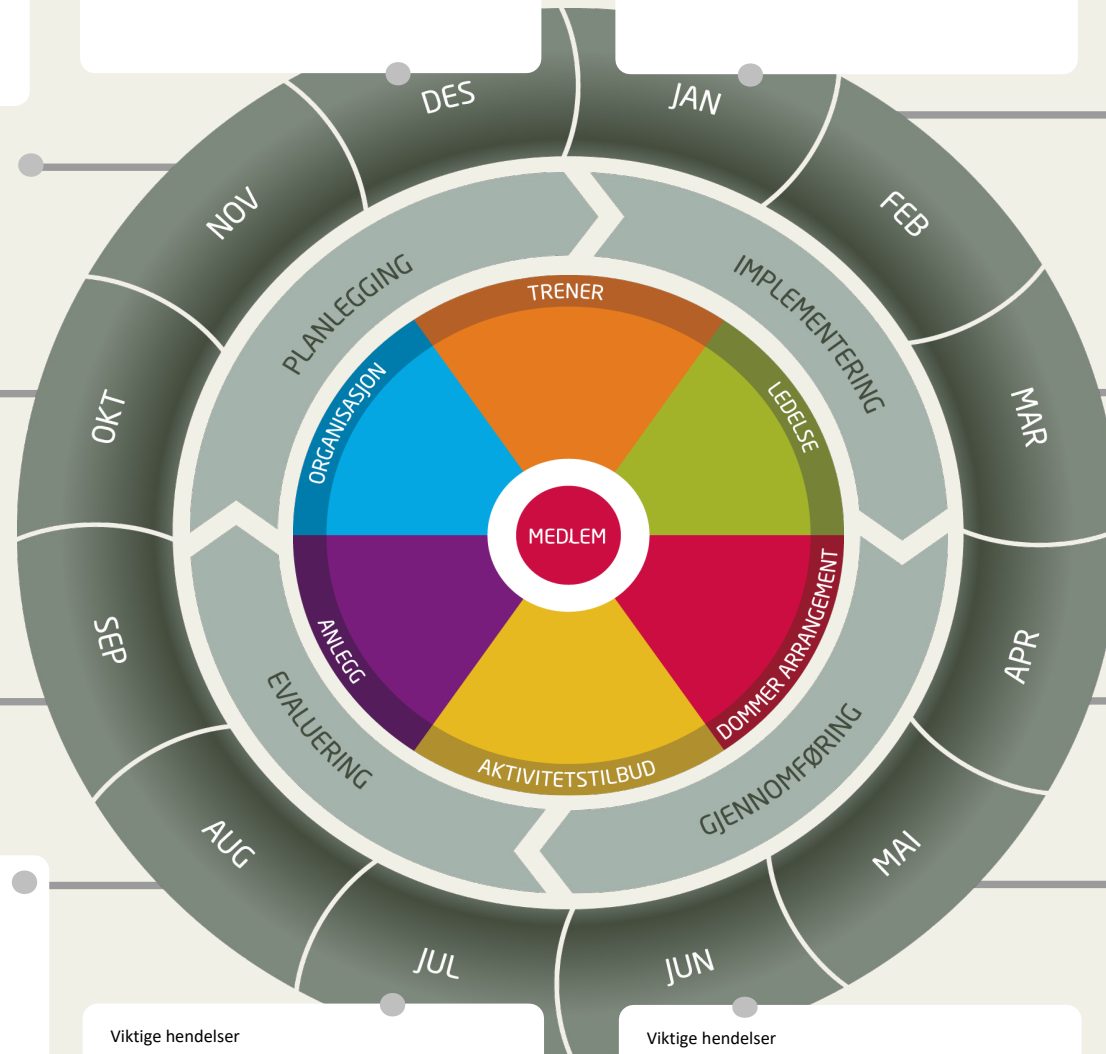 DES
JAN
NOV
FEB
OKT
MAR
SEP
APR
AUG
MAI
JUL
JUN
PLANLEGGING
IMPLEMENTERING
EVALUERING
GJENNOMFØRING
TRENER
ORGANISASJON
LEDELSE
MEDLEM
ANLEGG
DOMMER ARRANGEMENT
AKTIVITETSTILBUD
Viktige hendelser
Viktige hendelser